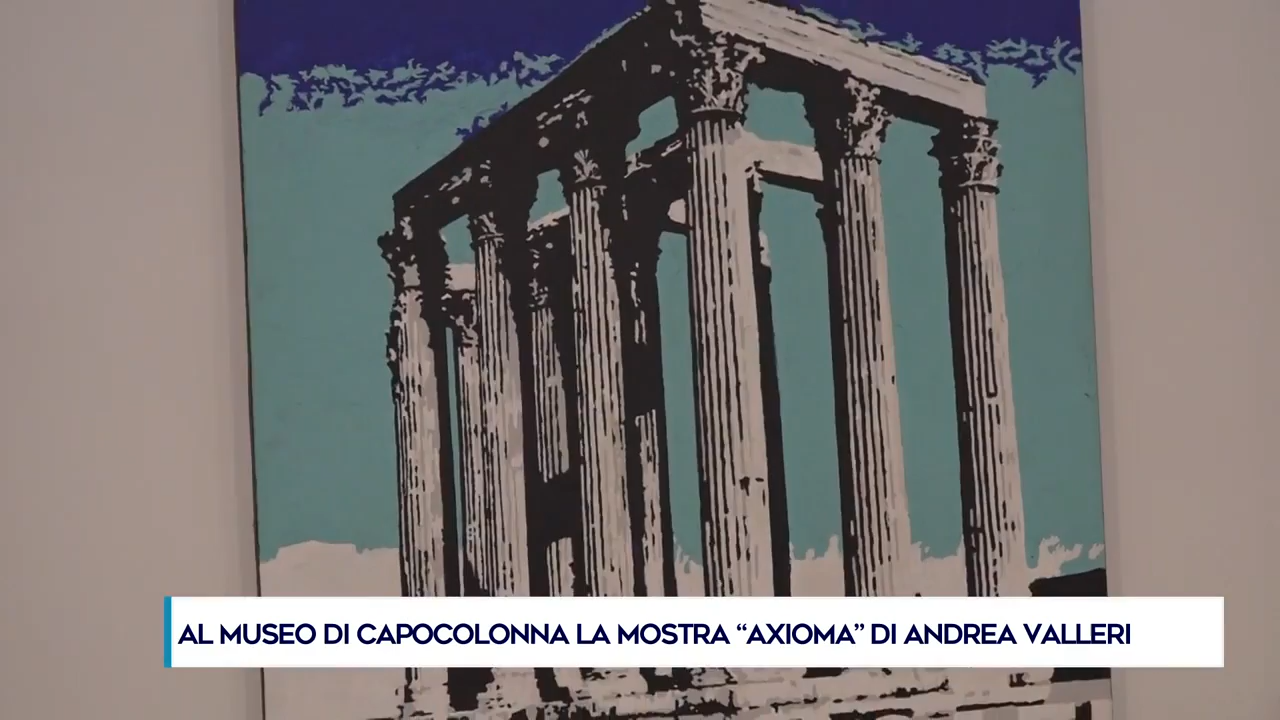 AL MUSEO DI CAPOCOLONNA LA MOSTRA “AXIOMA” DI ANDREA VALLERI